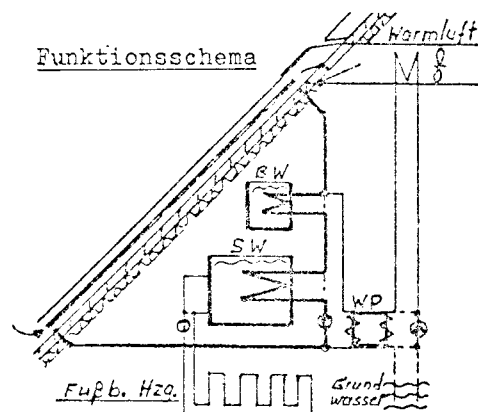 Funktionsschema
Warmluft
BW
SW
WP
Fußb. Hzg.
Grund
wasser